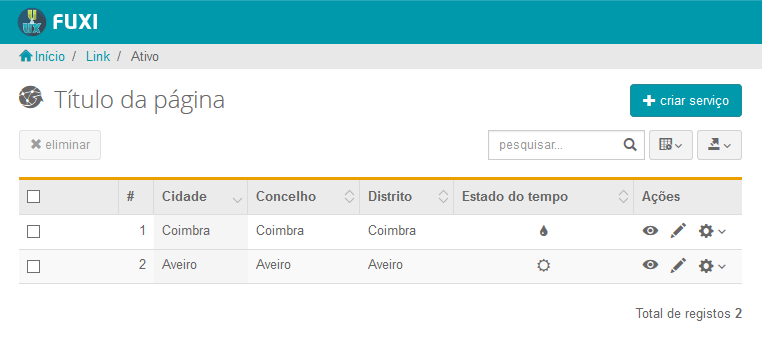 FUXI
Início / Link / Ativo
Título da página
criar serviço
eliminar
pesquisar...
# Cidade Concelho Distrito Estado do tempo Ações
1 Coimbra Coimbra Coimbra
2 Aveiro Aveiro Aveiro
Total de registos 2